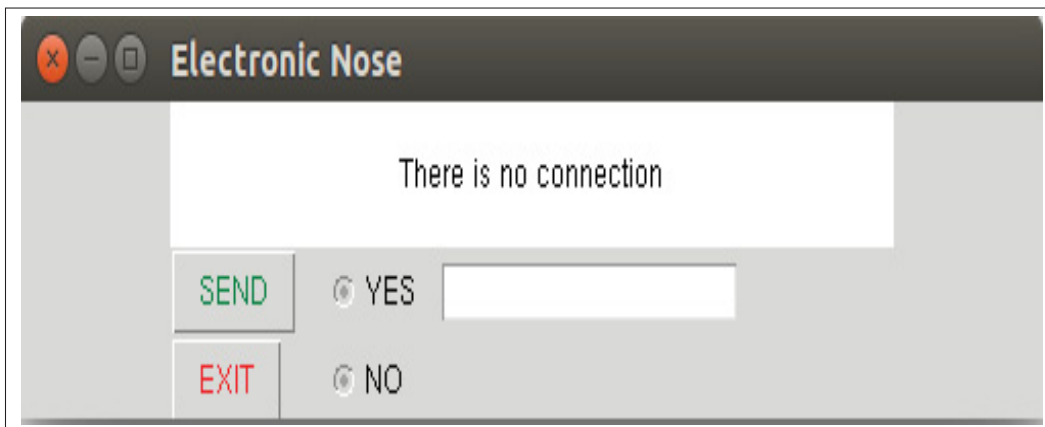 Electronic Nose
There is no connection
SEND YES
EXIT NO